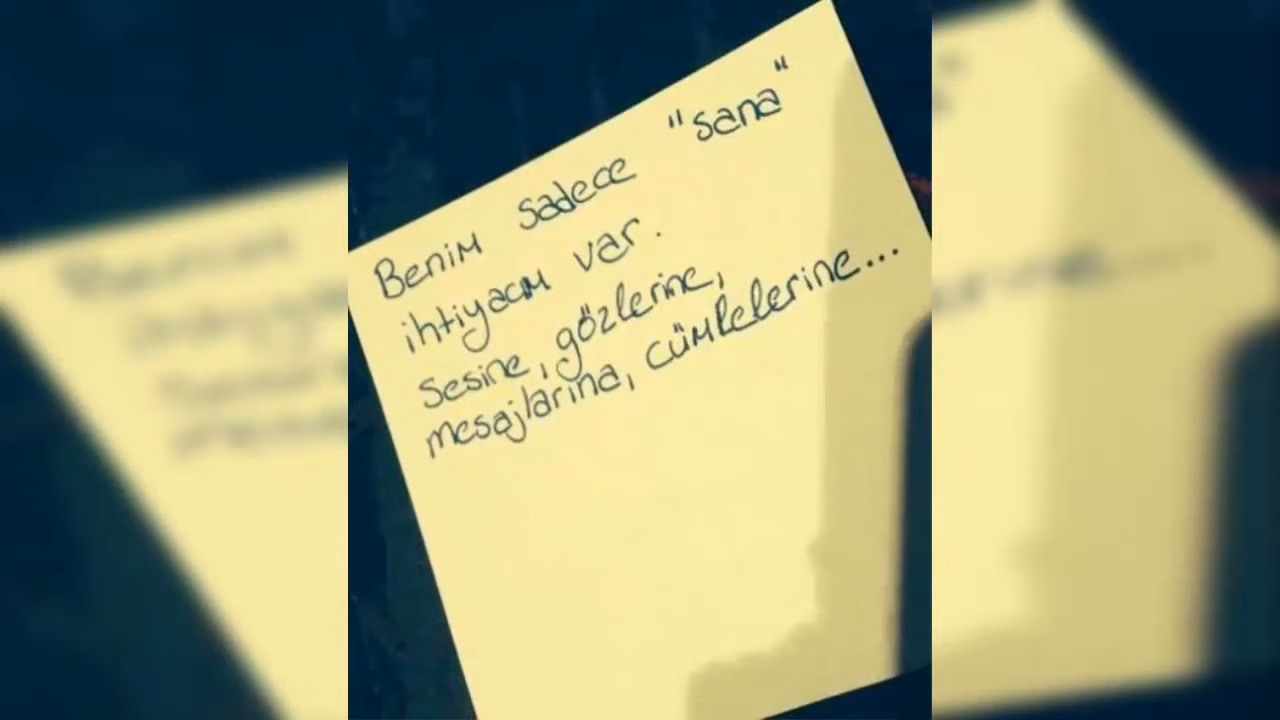 Benim sadece "sana"
ihtiyacım var.
Sesine, gözlerine,
mesajlarına, cümlelerine...